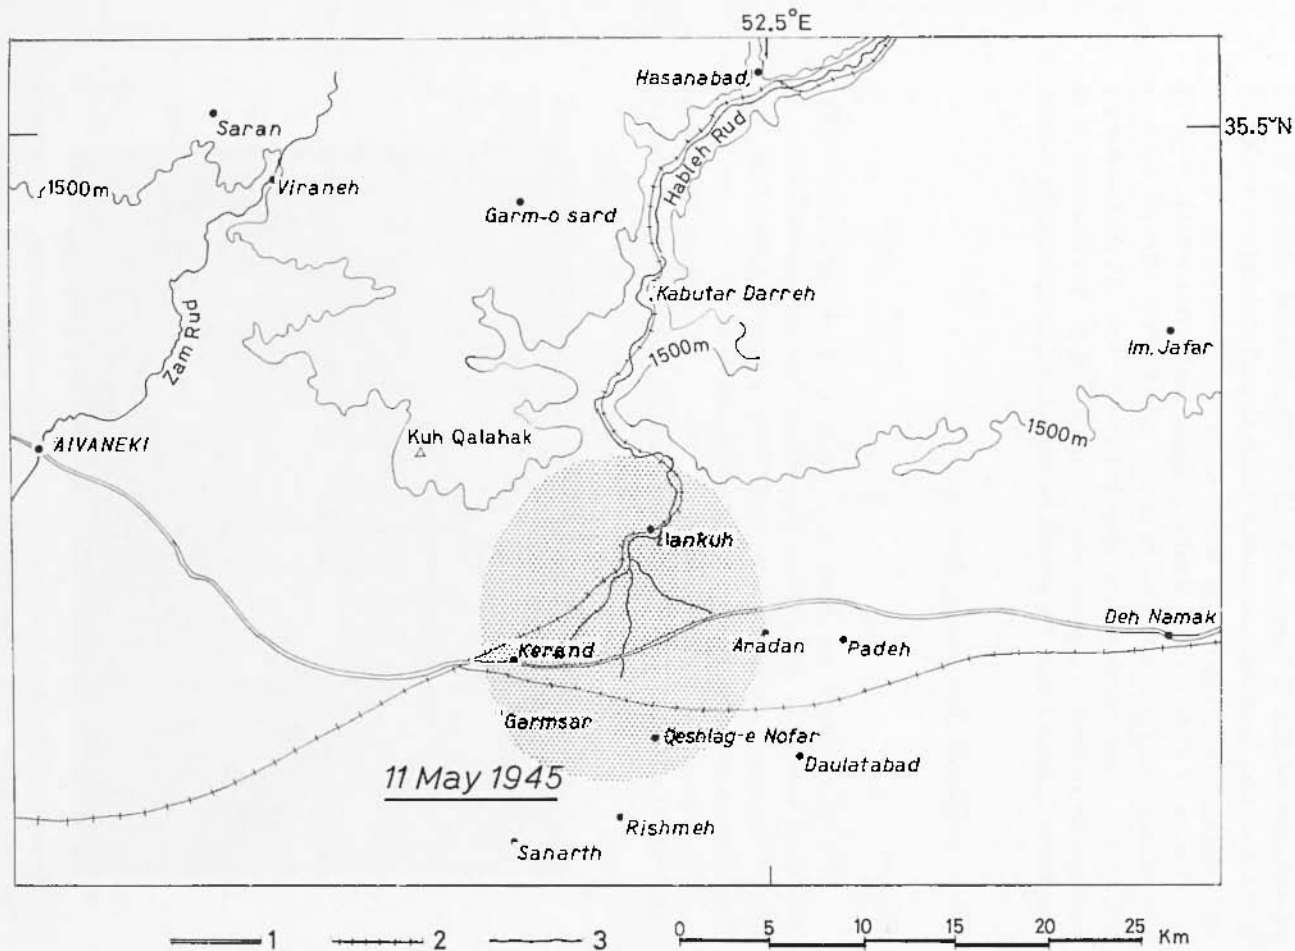 52.5°E
Hasanabad
35.5°N
Saran
Hableh Rud
1500m
Viraneh
Garm-o sard
Kabutar Darreh
Zam Rud
1500m
Im. Jafar
1500m
Kuh Qalahak
AIVANEKI
Deh Namak
Kerand
Aradan
Padeh
Garmsar
Qeshlag-e Nofar
Daulatabad
11 May 1945
Rishmeh
Sanarth
1 2 3 0 5 10 15 20 25 Km